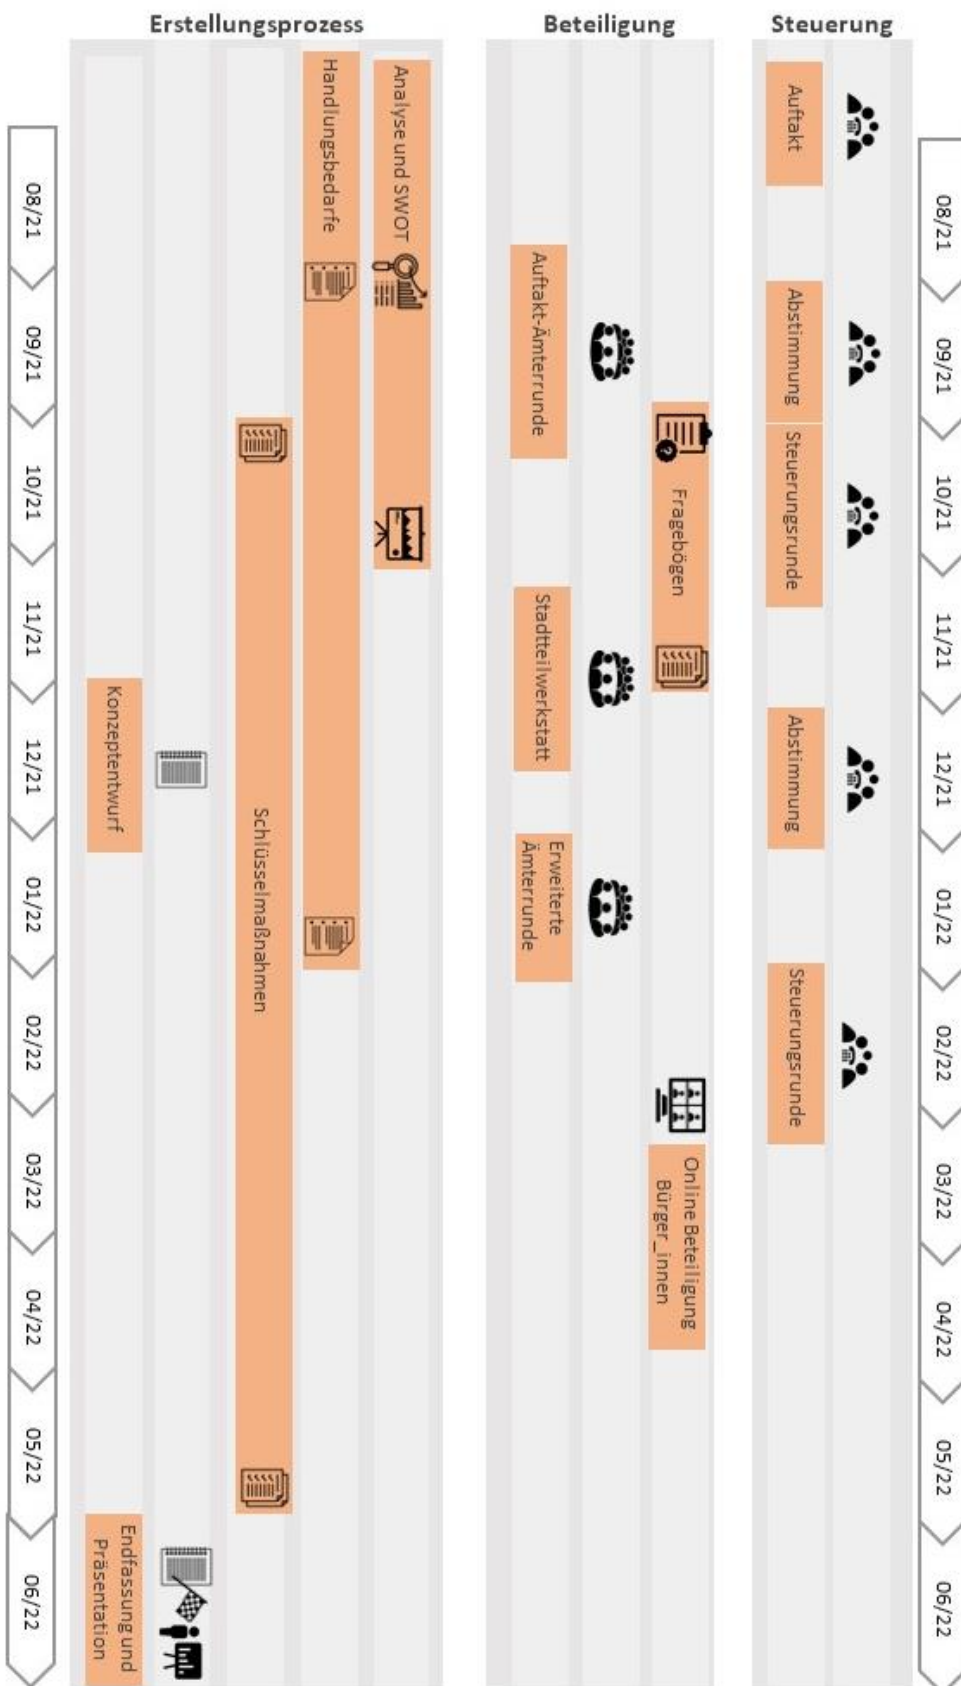 Steuerung
Beteiligung
Erstellungsprozess
08/21
09/21
10/21
11/21
12/21
01/22
02/22
03/22
04/22
05/22
06/22
Auftakt
Abstimmung
Steuerungsrunde
Abstimmung
Steuerungsrunde
Fragebögen
Online Beteiligung
Bürger_innen
Auftakt-Ämterrunde
Stadtteilwerkstatt
Erweiterte
Ämterrunde
Analyse und SWOT
Handlungsbedarfe
Schlüsselmaßnahmen
Konzeptentwurf
Endfassung und
Präsentation
08/21
09/21
10/21
11/21
12/21
01/22
02/22
03/22
04/22
05/22
06/22